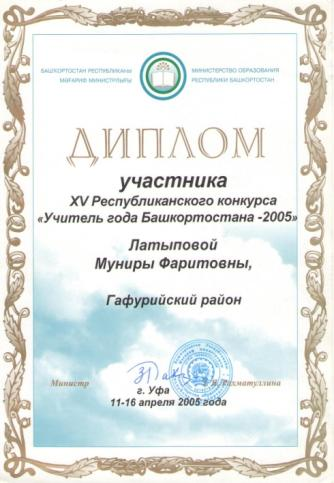 БАШҠОРТОСТАН РЕСПУБЛИКАҺЫ
МӘҒАРИФ МИНИСТРЛЫҒЫ
МИНИСТЕРСТВО ОБРАЗОВАНИЯ
РЕСПУБЛИКИ БАШКОРТОСТАН
ДИПЛОМ
участника
XV Республиканского конкурса
«Учитель года Башкортостана -2005»
Латыповой
Муниры Фаритовны,
Гафурийский район
Министр
З. Рахматуллина
г. Уфа
11-16 апреля 2005 года